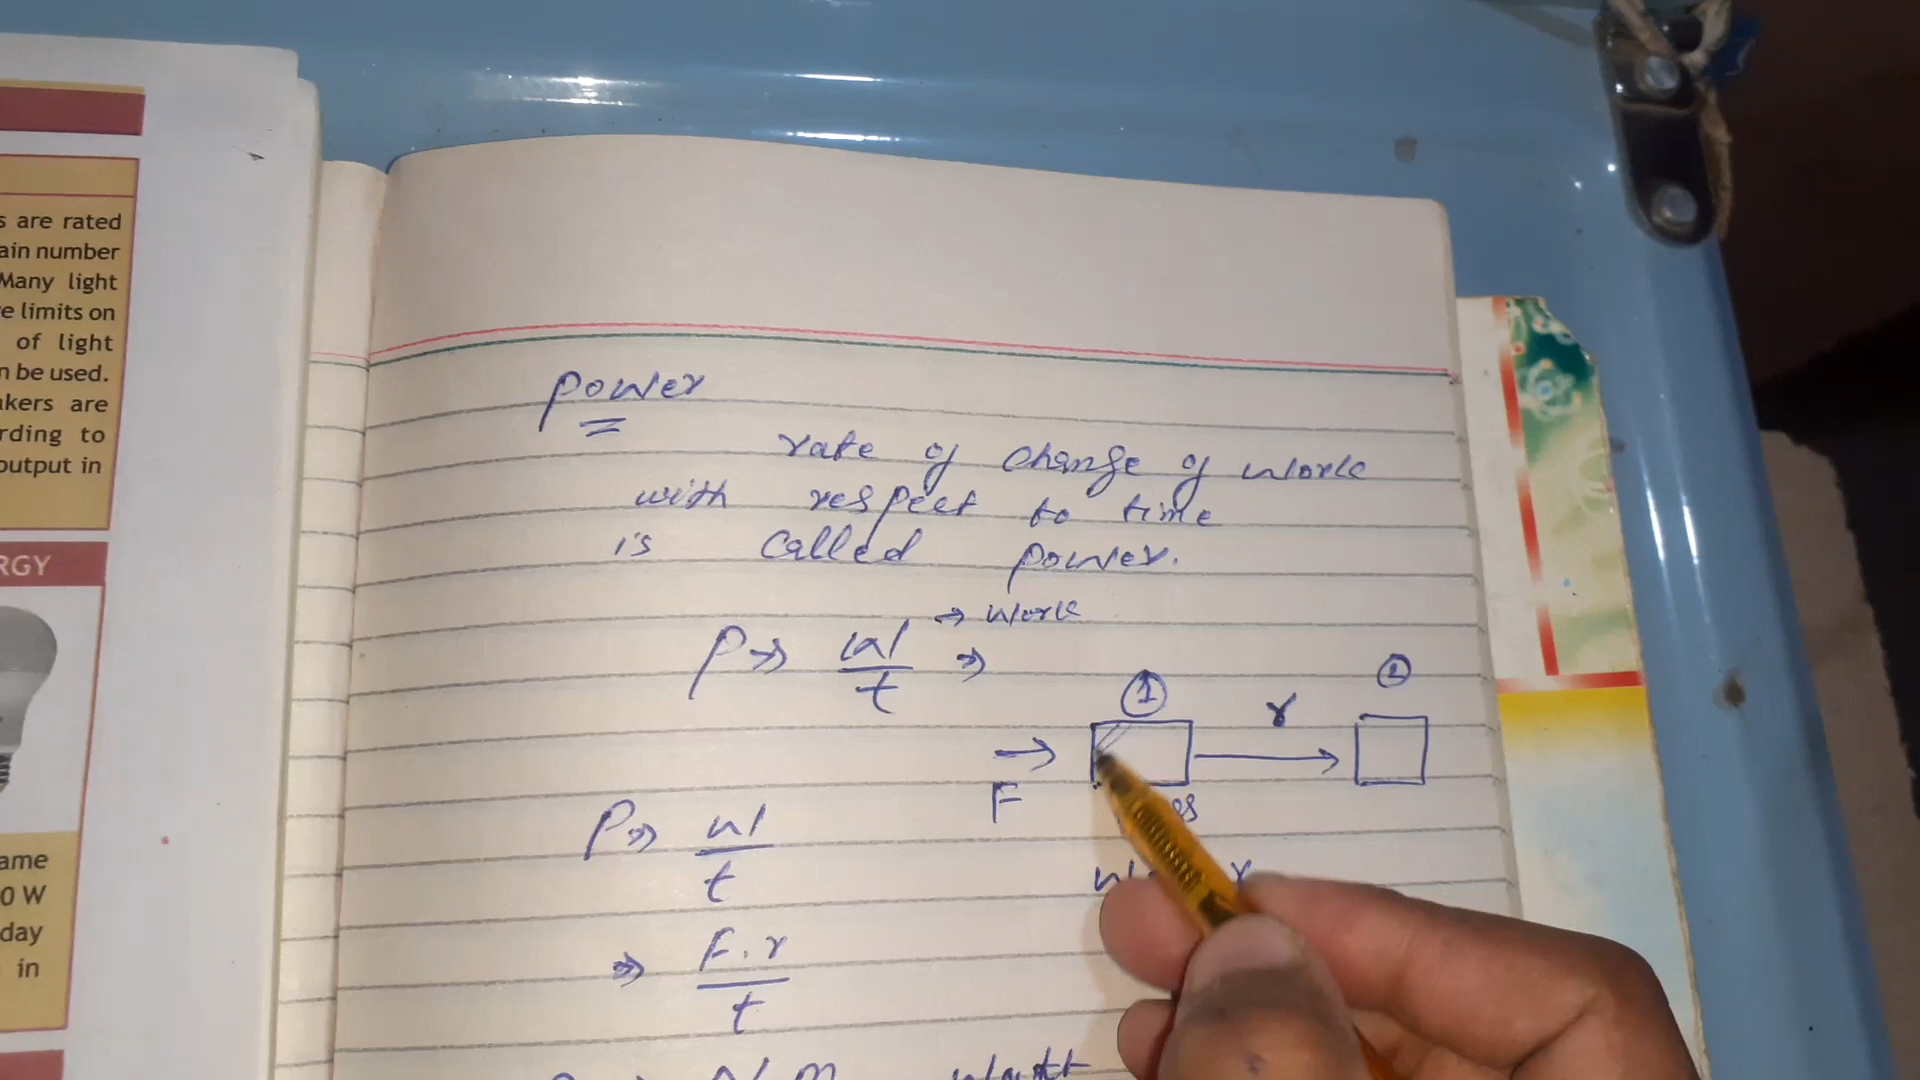 s are rated
ain number
Many light
e limits on
of light
n be used.
akers are
rding to
output in
RGY
ame
0 W
day
in
power
rate of change of work
with respect to time
is called power.
P ⇒ W/t ⇒
→ work
① r ②
F
P ⇒ W/t
⇒ F.r/t
watt